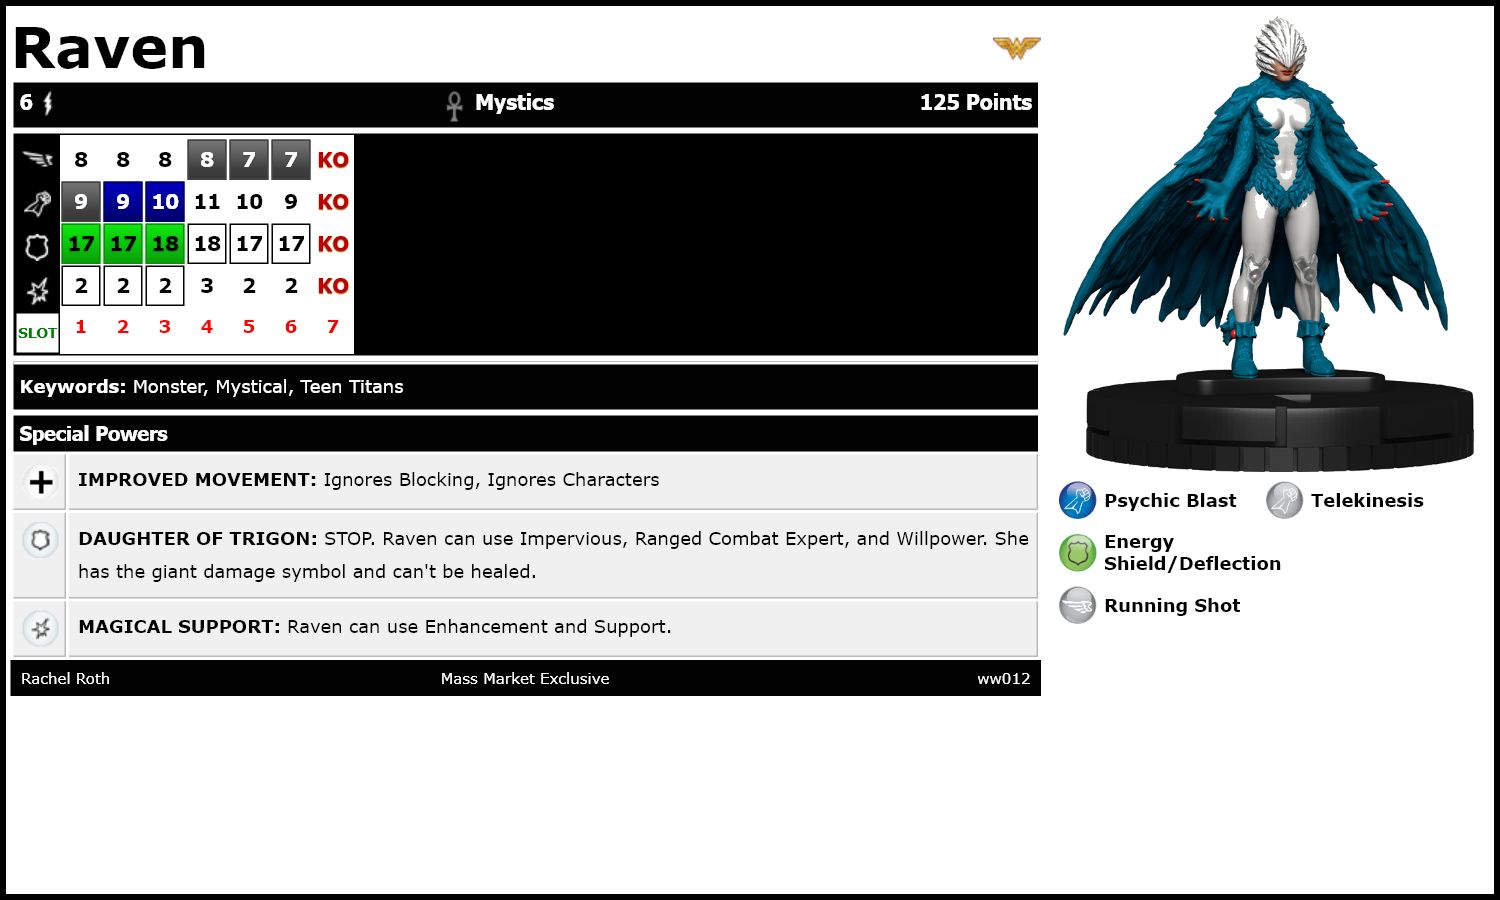 Raven
6 Mystics 125 Points
8 8 8 8 7 7 KO
9 9 10 11 10 9 KO
17 17 18 18 17 17 KO
2 2 2 3 2 2 KO
SLOT 1 2 3 4 5 6 7
Keywords: Monster, Mystical, Teen Titans
Special Powers
IMPROVED MOVEMENT: Ignores Blocking, Ignores Characters
DAUGHTER OF TRIGON: STOP. Raven can use Impervious, Ranged Combat Expert, and Willpower. She
has the giant damage symbol and can't be healed.
MAGICAL SUPPORT: Raven can use Enhancement and Support.
Rachel Roth Mass Market Exclusive ww012
Psychic Blast Telekinesis
Energy
Shield/Deflection
Running Shot